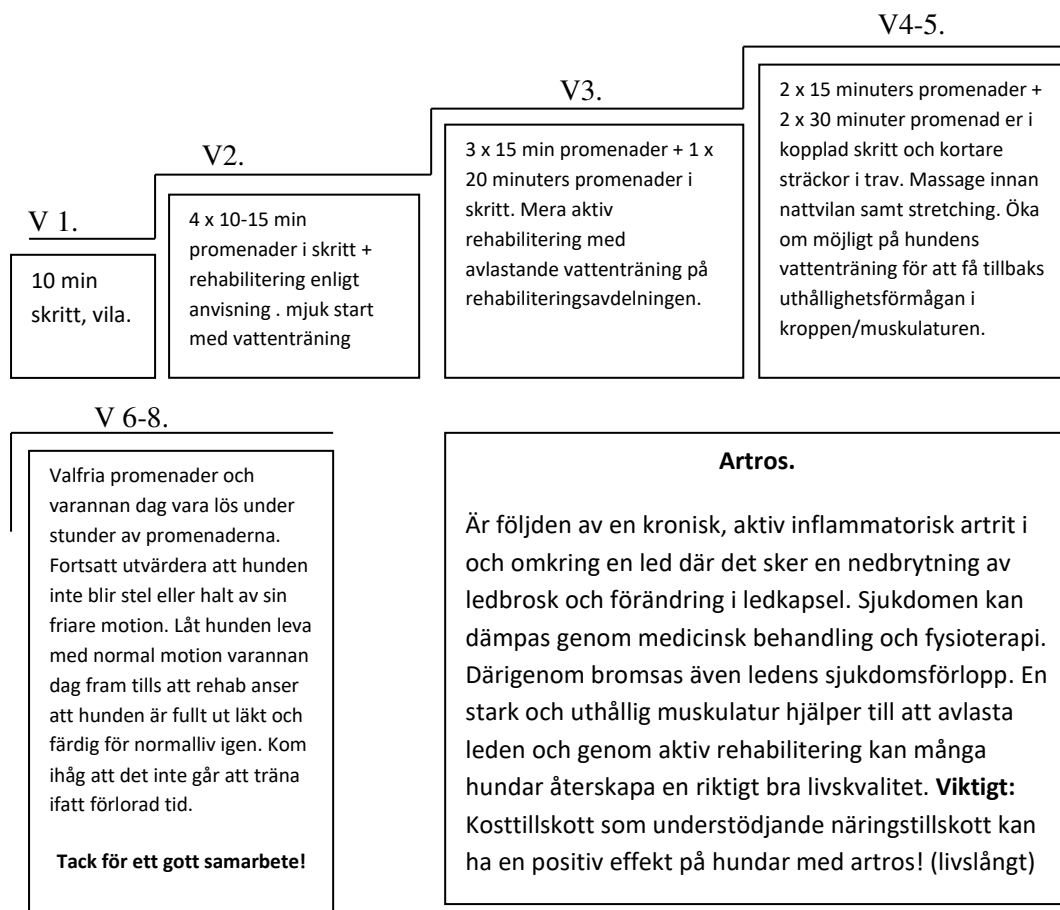 V 1.
10 min
skritt, vila.
V2.
4 x 10-15 min
promenader i skritt +
rehabilitering enligt
anvisning . mjuk start
med vattenträning
V3.
3 x 15 min promenader + 1 x
20 minuters promenader i
skritt. Mera aktiv
rehabilitering med
avlastande vattenträning på
rehabiliteringsavdelningen.
V4-5.
2 x 15 minuters promenader +
2 x 30 minuter promenad er i
kopplad skritt och kortare
sträckor i trav. Massage innan
nattvilan samt stretching. Öka
om möjligt på hundens
vattenträning för att få tillbaks
uthållighetsförmågan i
kroppen/muskulaturen.
V 6-8.
Valfria promenader och
varannan dag vara lös under
stunder av promenaderna.
Fortsatt utvärdera att hunden
inte blir stel eller halt av sin
friare motion. Låt hunden leva
med normal motion varannan
dag fram tills att rehab anser
att hunden är fullt ut läkt och
färdig för normalliv igen. Kom
ihåg att det inte går att träna
ifatt förlorad tid.
Tack för ett gott samarbete!
Artros.
Är följden av en kronisk, aktiv inflammatorisk artrit i
och omkring en led där det sker en nedbrytning av
ledbrosk och förändring i ledkapsel. Sjukdomen kan
dämpas genom medicinsk behandling och fysioterapi.
Därigenom bromsas även ledens sjukdomsförlopp. En
stark och uthållig muskulatur hjälper till att avlasta
leden och genom aktiv rehabilitering kan många
hundar återskapa en riktigt bra livskvalitet. Viktigt:
Kosttillskott som understödjande näringstillskott kan
ha en positiv effekt på hundar med artros! (livslångt)